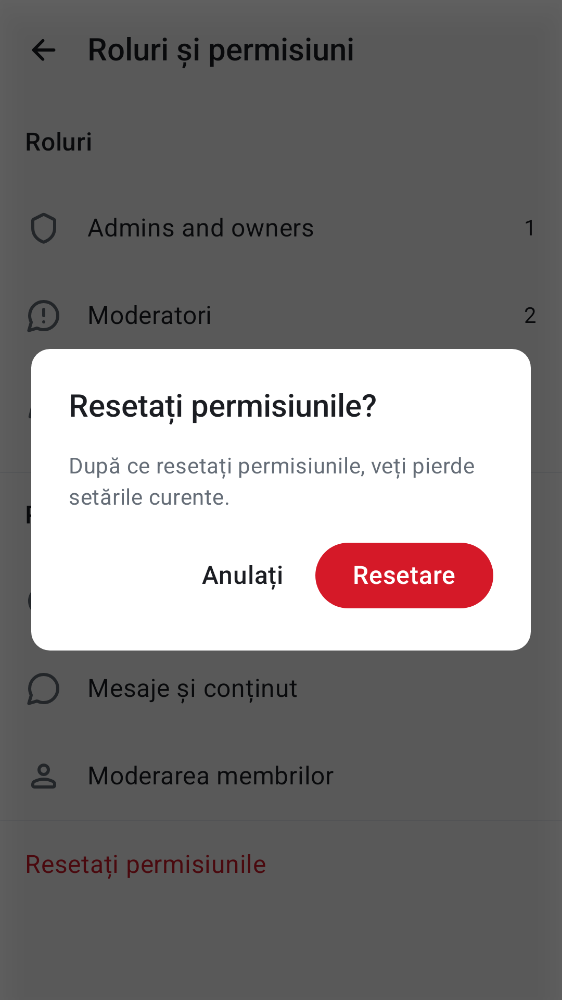 Roluri și permisiuni
Roluri
Admins and owners
1
Moderatori
2
Resetați permisiunile?
După ce resetați permisiunile, veți pierde
setările curente.
Anulați
Resetare
Mesaje și conținut
Moderarea membrilor
Resetați permisiunile